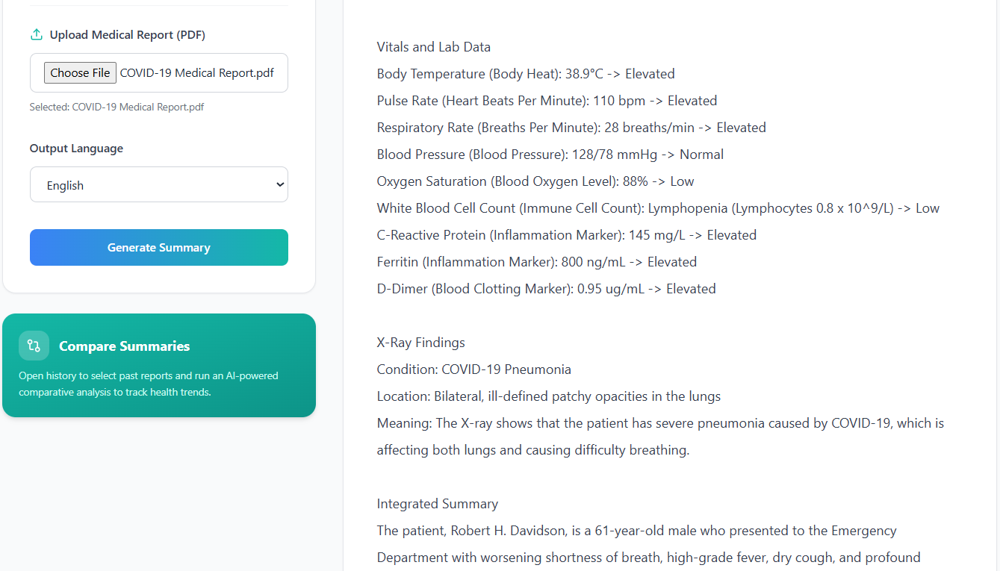 Upload Medical Report (PDF)
Choose File COVID-19 Medical Report.pdf
Selected: COVID-19 Medical Report.pdf
Output Language
English
Generate Summary
Compare Summaries
Open history to select past reports and run an AI-powered
comparative analysis to track health trends.
Vitals and Lab Data
Body Temperature (Body Heat): 38.9°C -> Elevated
Pulse Rate (Heart Beats Per Minute): 110 bpm -> Elevated
Respiratory Rate (Breaths Per Minute): 28 breaths/min -> Elevated
Blood Pressure (Blood Pressure): 128/78 mmHg -> Normal
Oxygen Saturation (Blood Oxygen Level): 88% -> Low
White Blood Cell Count (Immune Cell Count): Lymphopenia (Lymphocytes 0.8 x 10^9/L) -> Low
C-Reactive Protein (Inflammation Marker): 145 mg/L -> Elevated
Ferritin (Inflammation Marker): 800 ng/mL -> Elevated
D-Dimer (Blood Clotting Marker): 0.95 ug/mL -> Elevated
X-Ray Findings
Condition: COVID-19 Pneumonia
Location: Bilateral, ill-defined patchy opacities in the lungs
Meaning: The X-ray shows that the patient has severe pneumonia caused by COVID-19, which is
affecting both lungs and causing difficulty breathing.
Integrated Summary
The patient, Robert H. Davidson, is a 61-year-old male who presented to the Emergency
Department with worsening shortness of breath, high-grade fever, dry cough, and profound